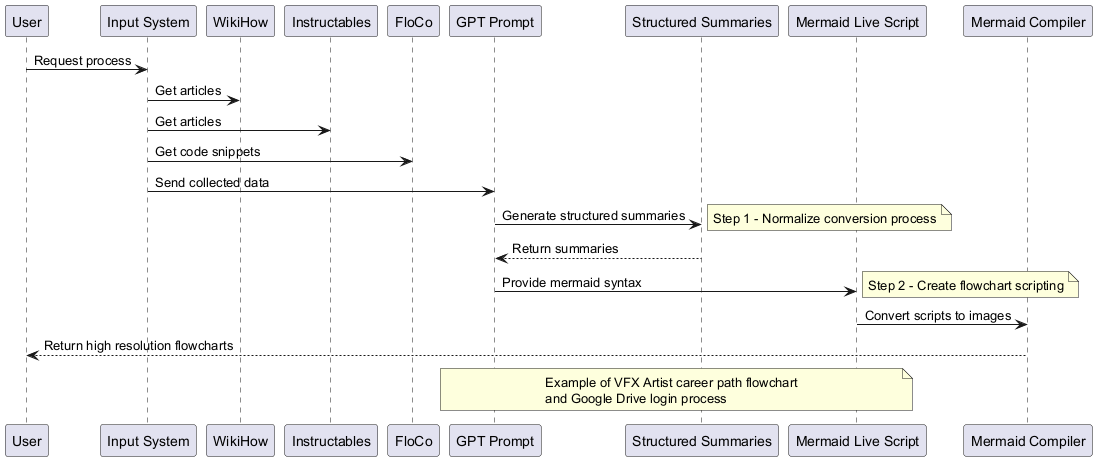 User
Input System
WikiHow
Instructables
FloCo
GPT Prompt
Structured Summaries
Mermaid Live Script
Mermaid Compiler
Request process
Get articles
Get articles
Get code snippets
Send collected data
Generate structured summaries
Step 1 - Normalize conversion process
Return summaries
Provide mermaid syntax
Step 2 - Create flowchart scripting
Convert scripts to images
Return high resolution flowcharts
Example of VFX Artist career path flowchart
and Google Drive login process
User
Input System
WikiHow
Instructables
FloCo
GPT Prompt
Structured Summaries
Mermaid Live Script
Mermaid Compiler